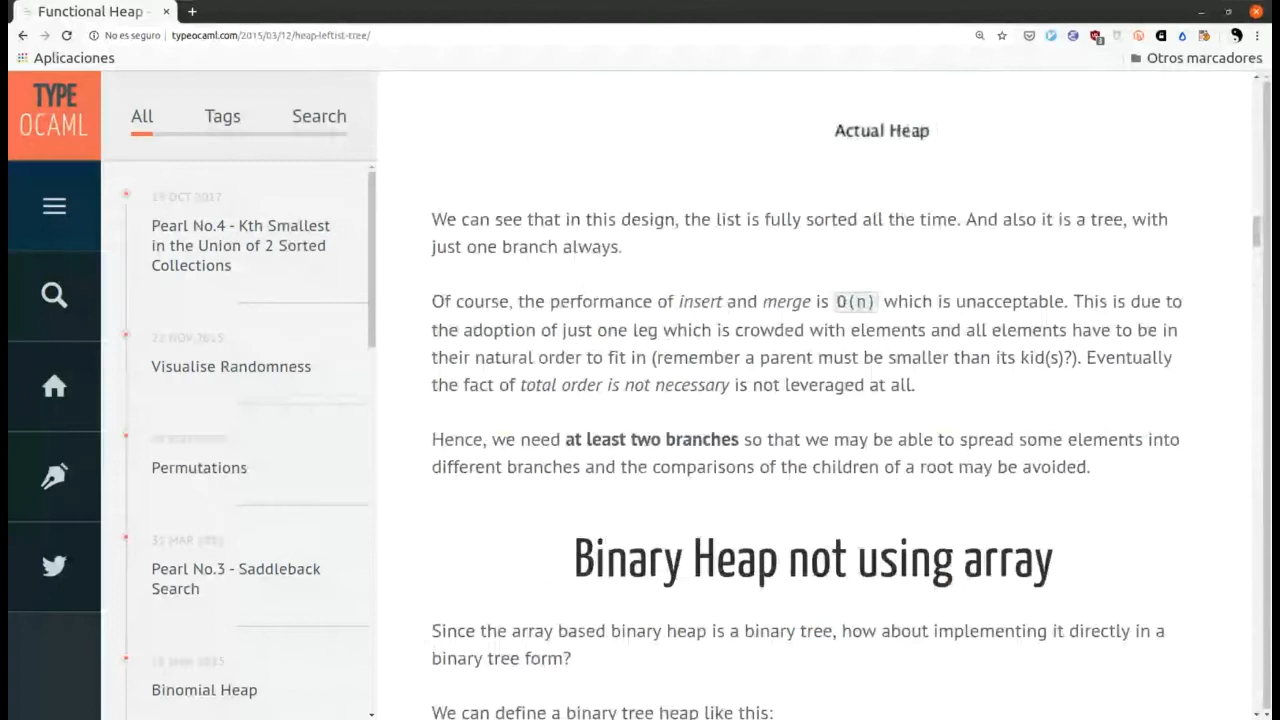 Functional Heap -
No es seguro typeocaml.com/2015/03/12/heap-leftist-tree/
Aplicaciones
Otros marcadores
TYPE
OCAML
All Tags Search
Pearl No.4 - Kth Smallest
in the Union of 2 Sorted
Collections
Visualise Randomness
Permutations
Pearl No.3 - Saddleback
Search
Binomial Heap
Actual Heap
We can see that in this design, the list is fully sorted all the time. And also it is a tree, with
just one branch always.
Of course, the performance of insert and merge is O(n) which is unacceptable. This is due to
the adoption of just one leg which is crowded with elements and all elements have to be in
their natural order to fit in (remember a parent must be smaller than its kid(s)?). Eventually
the fact of total order is not necessary is not leveraged at all.
Hence, we need at least two branches so that we may be able to spread some elements into
different branches and the comparisons of the children of a root may be avoided.
Binary Heap not using array
Since the array based binary heap is a binary tree, how about implementing it directly in a
binary tree form?
We can define a binary tree heap like this: